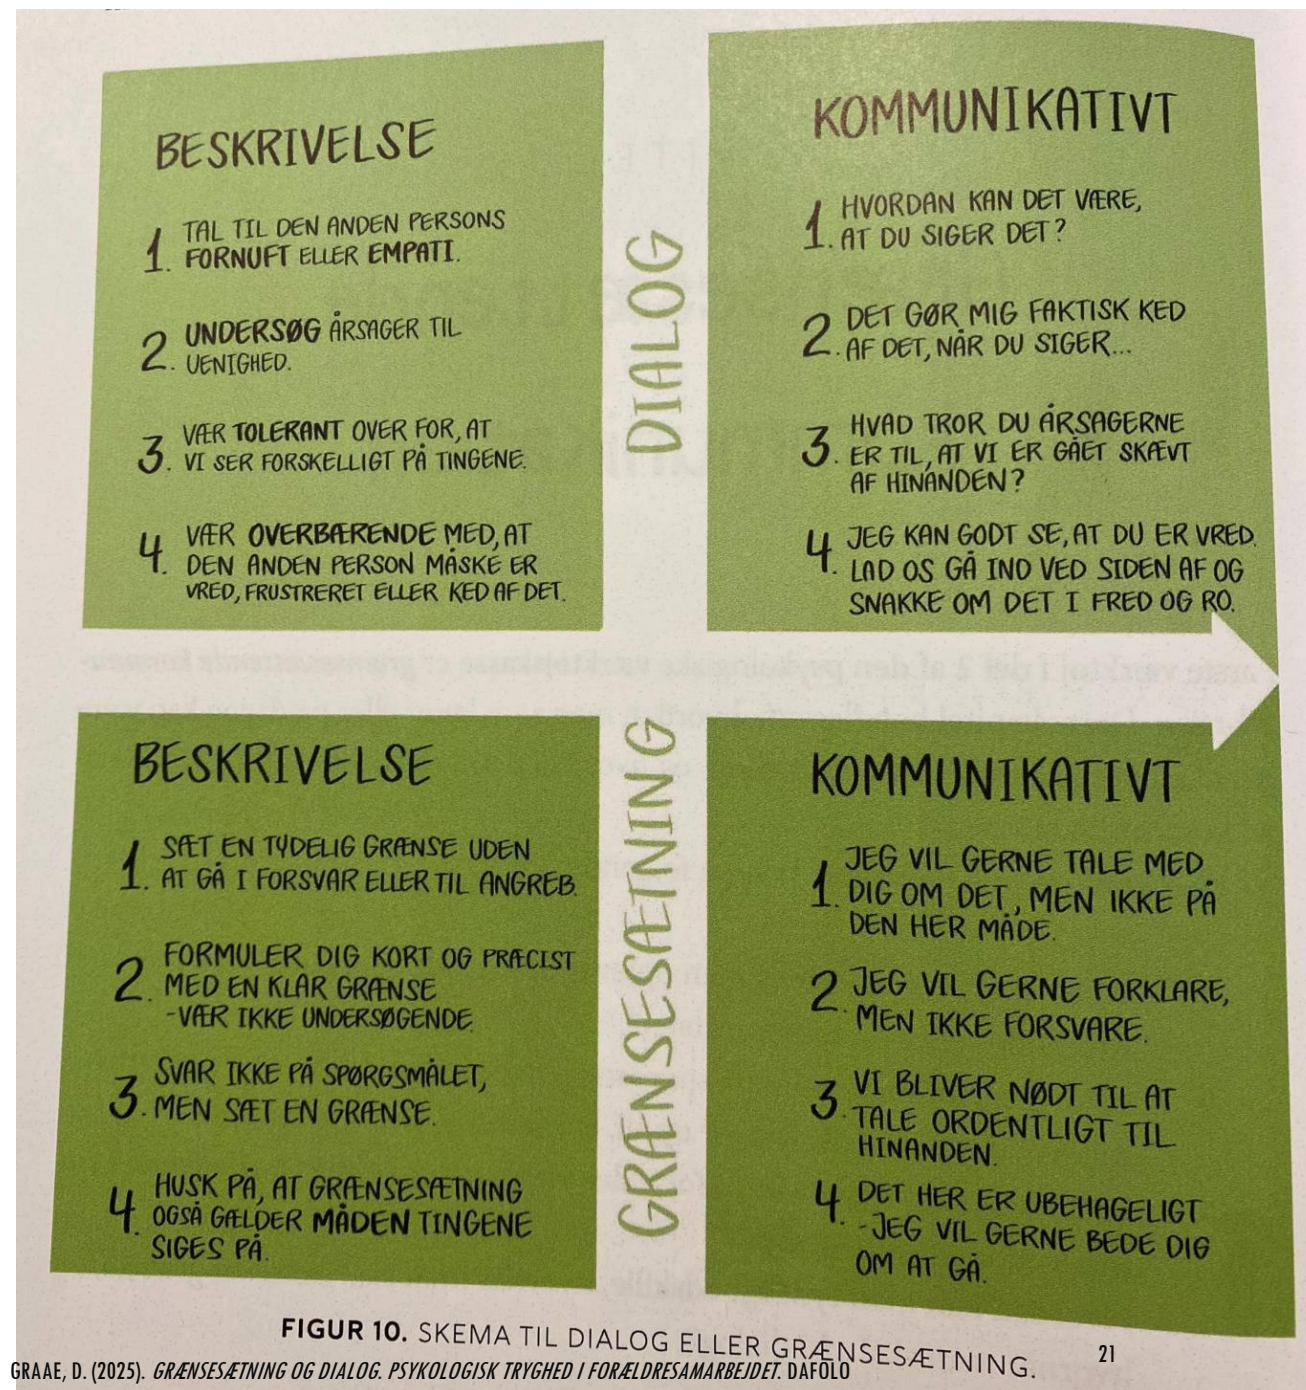 BESKRIVELSE
1. TAL TIL DEN ANDEN PERSONS
FORNUFT ELLER EMPATI.
2. UNDERSØG ÅRSAGER TIL
UENIGHED.
3. VÆR TOLERANT OVER FOR, AT
VI SER FORSKELLIGT PÅ TINGENE.
4. VÆR OVERBÆRENDE MED, AT
DEN ANDEN PERSON MÅSKE ER
VRED, FRUSTRERET ELLER KED AF DET.
DIALOG
KOMMUNIKATIVT
1. HVORDAN KAN DET VÆRE,
AT DU SIGER DET?
2. DET GØR MIG FAKTISK KED
AF DET, NÅR DU SIGER...
3. HVAD TROR DU ÅRSAGERNE
ER TIL, AT VI ER GÅET SKÆVT
AF HINANDEN?
4. JEG KAN GODT SE, AT DU ER VRED.
LAD OS GÅ IND VED SIDEN AF OG
SNAKKE OM DET I FRED OG RO.
BESKRIVELSE
1. SÆT EN TYDELIG GRÆNSE UDEN
AT GÅ I FORSVAR ELLER TIL ANGREB.
2. FORMULER DIG KORT OG PRÆCIST
MED EN KLAR GRÆNSE
-VÆR IKKE UNDERSØGENDE.
3. SVAR IKKE PÅ SPØRGSMÅLET,
MEN SÆT EN GRÆNSE.
4. HUSK PÅ, AT GRÆNSESÆTNING
OGSÅ GÆLDER MÅDEN TINGENE
SIGES PÅ.
GRÆNSESÆTNING
KOMMUNIKATIVT
1. JEG VIL GERNE TALE MED
DIG OM DET, MEN IKKE PÅ
DEN HER MÅDE.
2. JEG VIL GERNE FORKLARE,
MEN IKKE FORSVARE.
3. VI BLIVER NØDT TIL AT
TALE ORDENTLIGT TIL
HINANDEN.
4. DET HER ER UBEHAGELIGT
-JEG VIL GERNE BEDE DIG
OM AT GÅ.
FIGUR 10. SKEMA TIL DIALOG ELLER GRÆNSESÆTNING.
21
GRAAE, D. (2025). GRÆNSESÆTNING OG DIALOG. PSYKOLOGISK TRYGHED I FORÆLDRESAMARBEJDET. DAFOLO